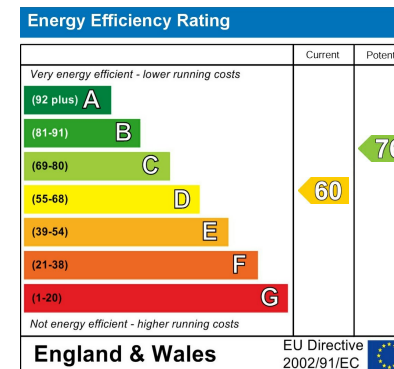 Energy Efficiency Rating
Current Potent
Very energy efficient - lower running costs
(92 plus) A
(81-91) B
(69-80) C
(55-68) D
(39-54) E
(21-38) F
(1-20) G
60
Not energy efficient - higher running costs
England & Wales
EU Directive
2002/91/EC